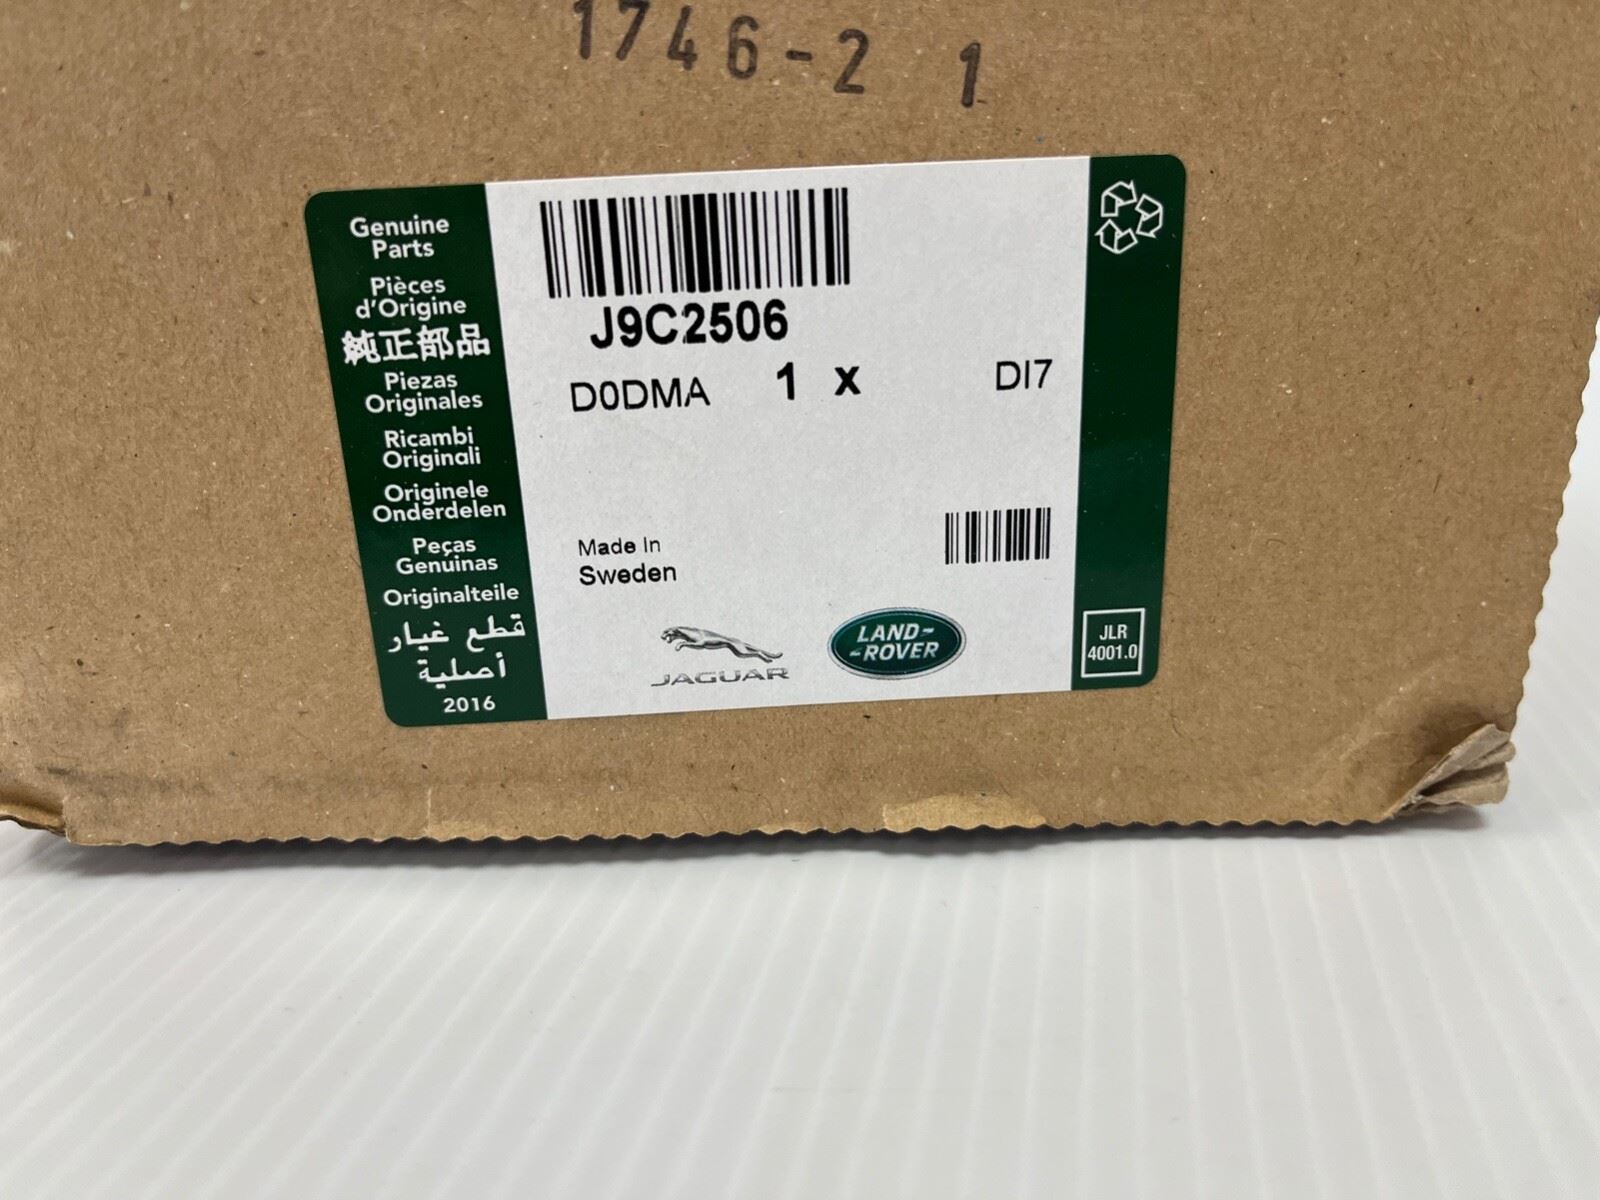 1746-2 1
Genuine
Parts
Pièces
d'Origine
純正部品
Piezas
Originales
Ricambi
Originali
Originele
Onderdelen
Peças
Genuinas
Originalteile
قطع غيار
أصلية
2016
J9C2506
D0DMA 1 x DI7
Made In
Sweden
JAGUAR
LAND-
-ROVER
JLR
4001.0